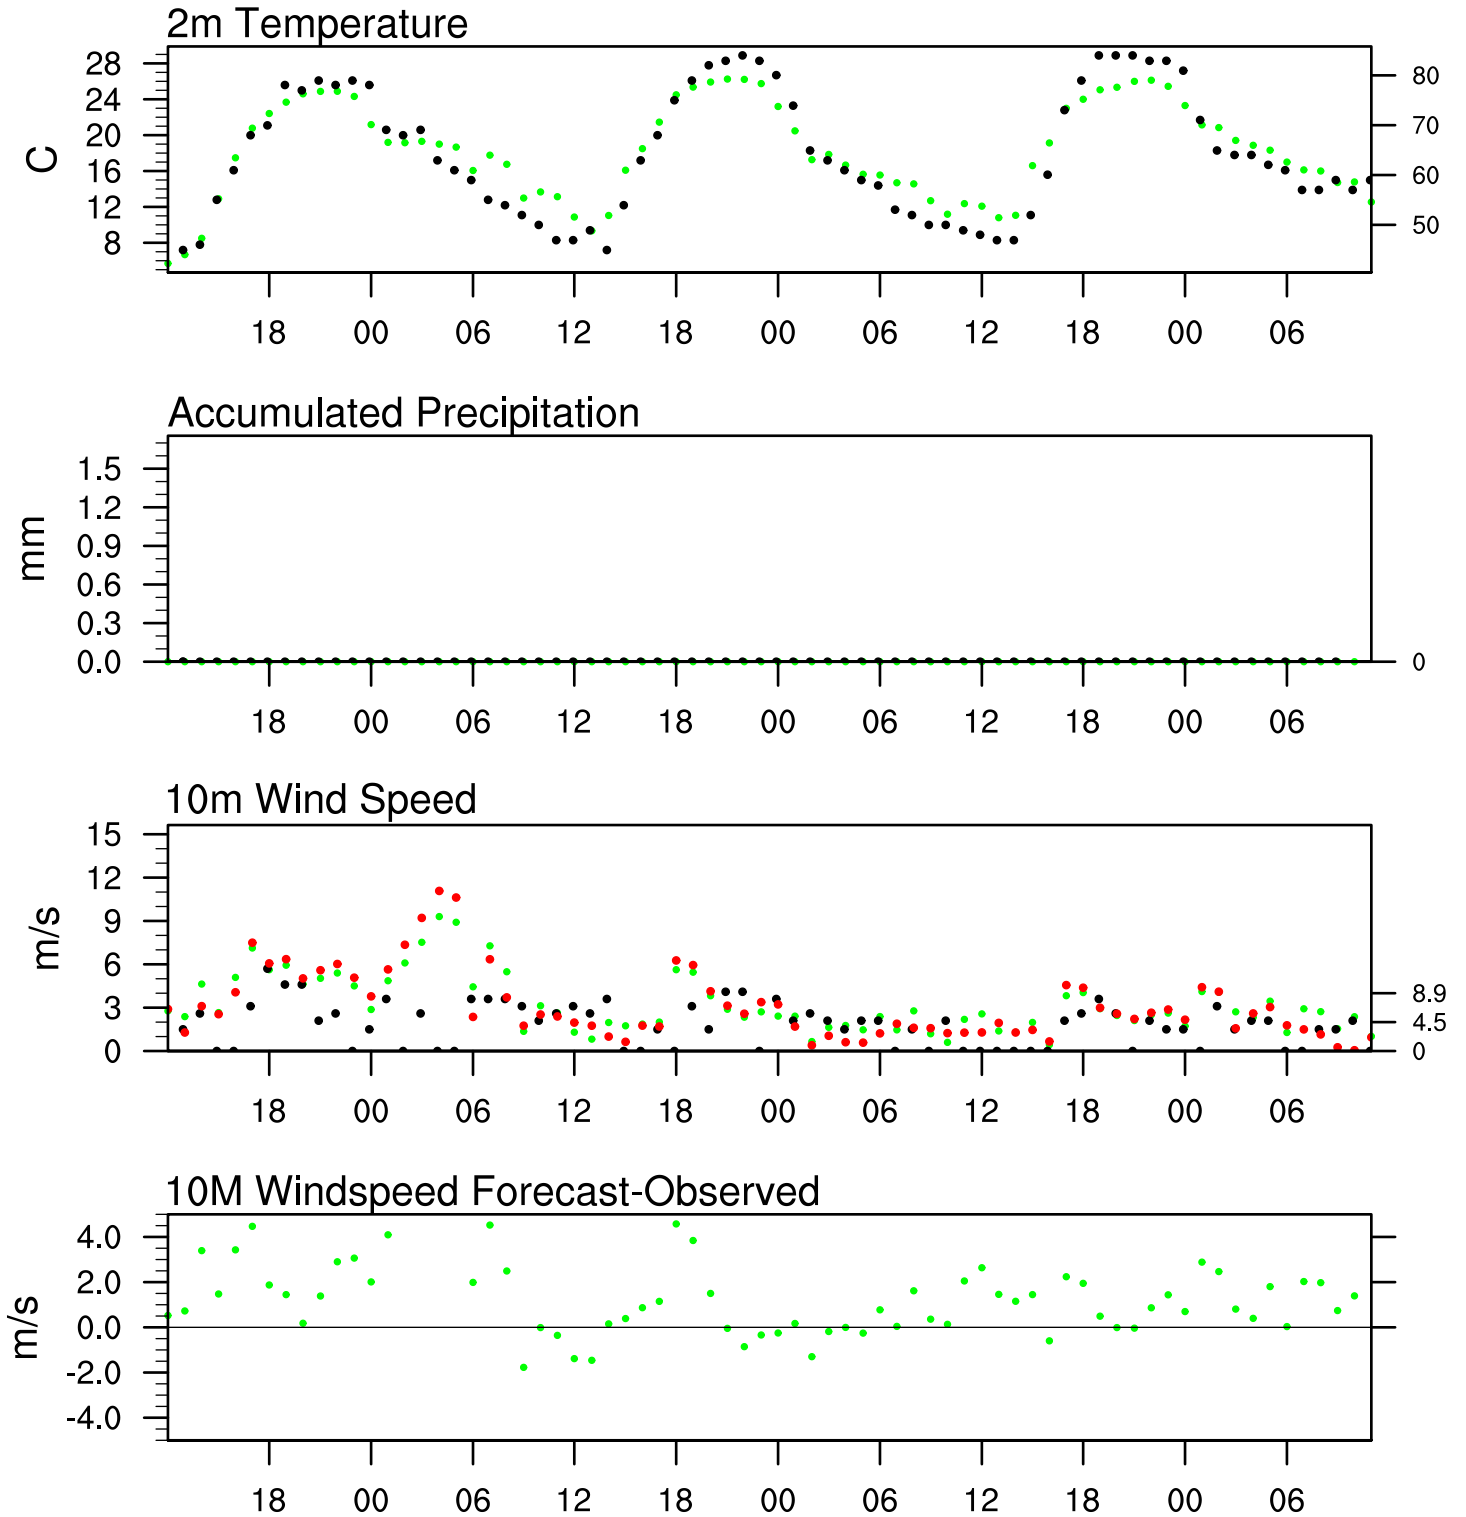 2m Temperature
28
24
20
16
12
8
C
80
70
60
50
18 00 06 12 18 00 06 12 18 00 06
Accumulated Precipitation
1.5
1.2
0.9
0.6
0.3
0.0
mm
0
18 00 06 12 18 00 06 12 18 00 06
10m Wind Speed
15
12
9
6
3
0
m/s
8.9
4.5
0
18 00 06 12 18 00 06 12 18 00 06
10M Windspeed Forecast-Observed
4.0
2.0
0.0
-2.0
-4.0
m/s
18 00 06 12 18 00 06 12 18 00 06